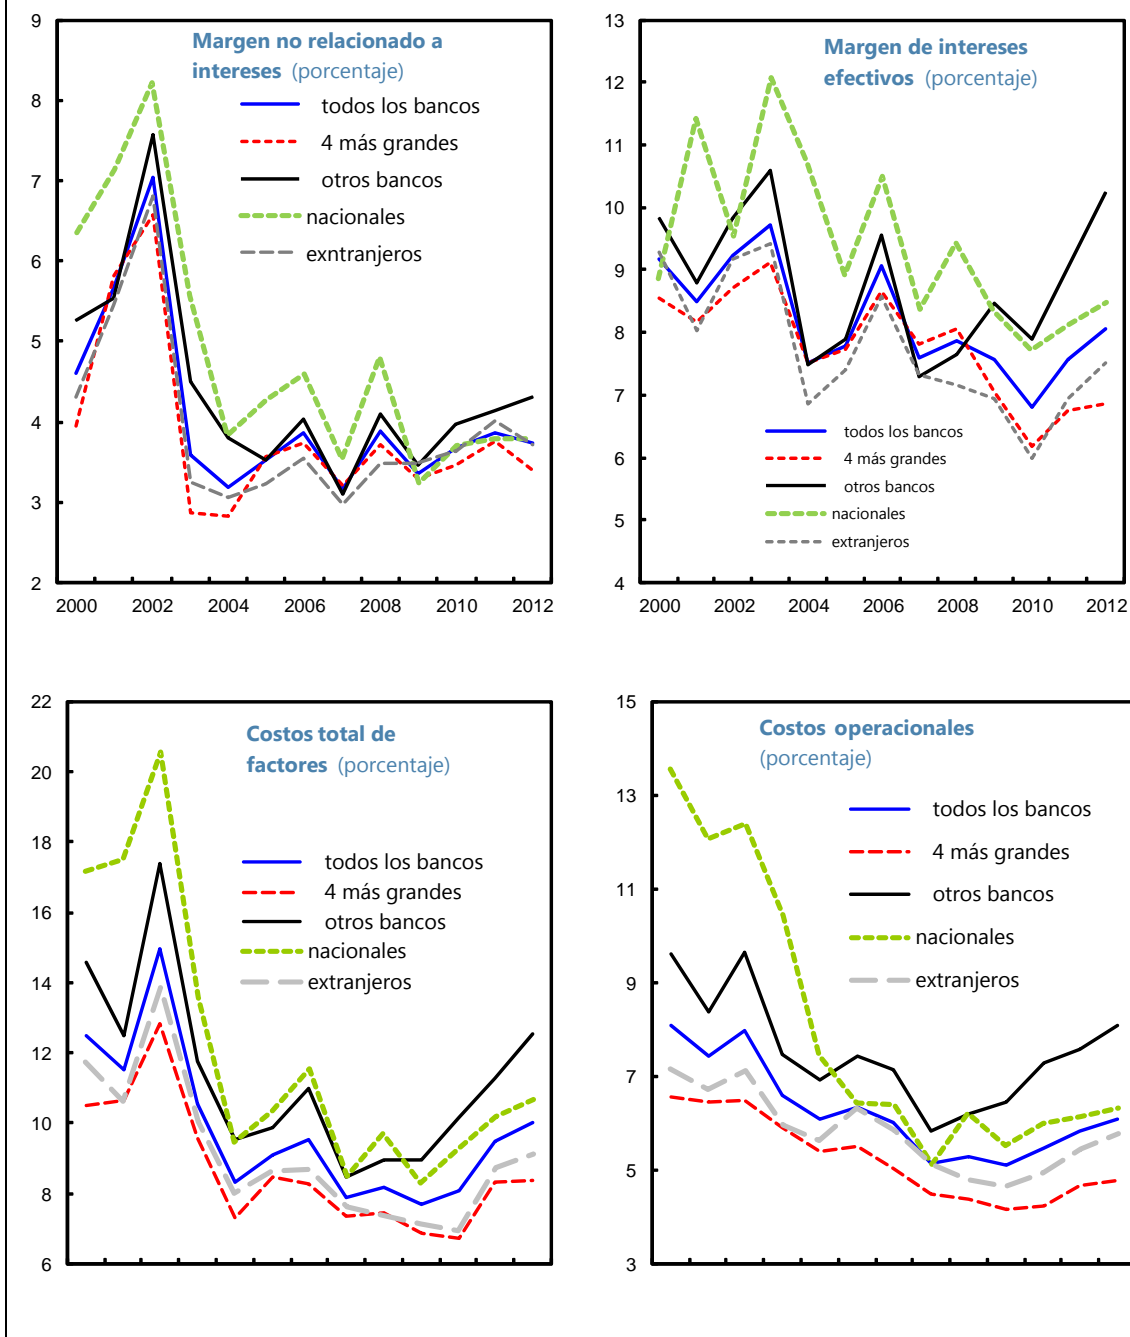 Margen no relacionado a
intereses (porcentaje)
todos los bancos
4 más grandes
otros bancos
nacionales
exntranjeros
9
8
7
6
5
4
3
2
2000 2002 2004 2006 2008 2010 2012
Margen de intereses
efectivos (porcentaje)
13
12
11
10
9
8
7
6
5
4
todos los bancos
4 más grandes
otros bancos
nacionales
extranjeros
2000 2002 2004 2006 2008 2010 2012
Costos total de
factores (porcentaje)
22
20
18
16
14
12
10
8
6
todos los bancos
4 más grandes
otros bancos
nacionales
extranjeros
Costos operacionales
(porcentaje)
15
13
11
9
7
5
3
todos los bancos
4 más grandes
otros bancos
nacionales
extranjeros